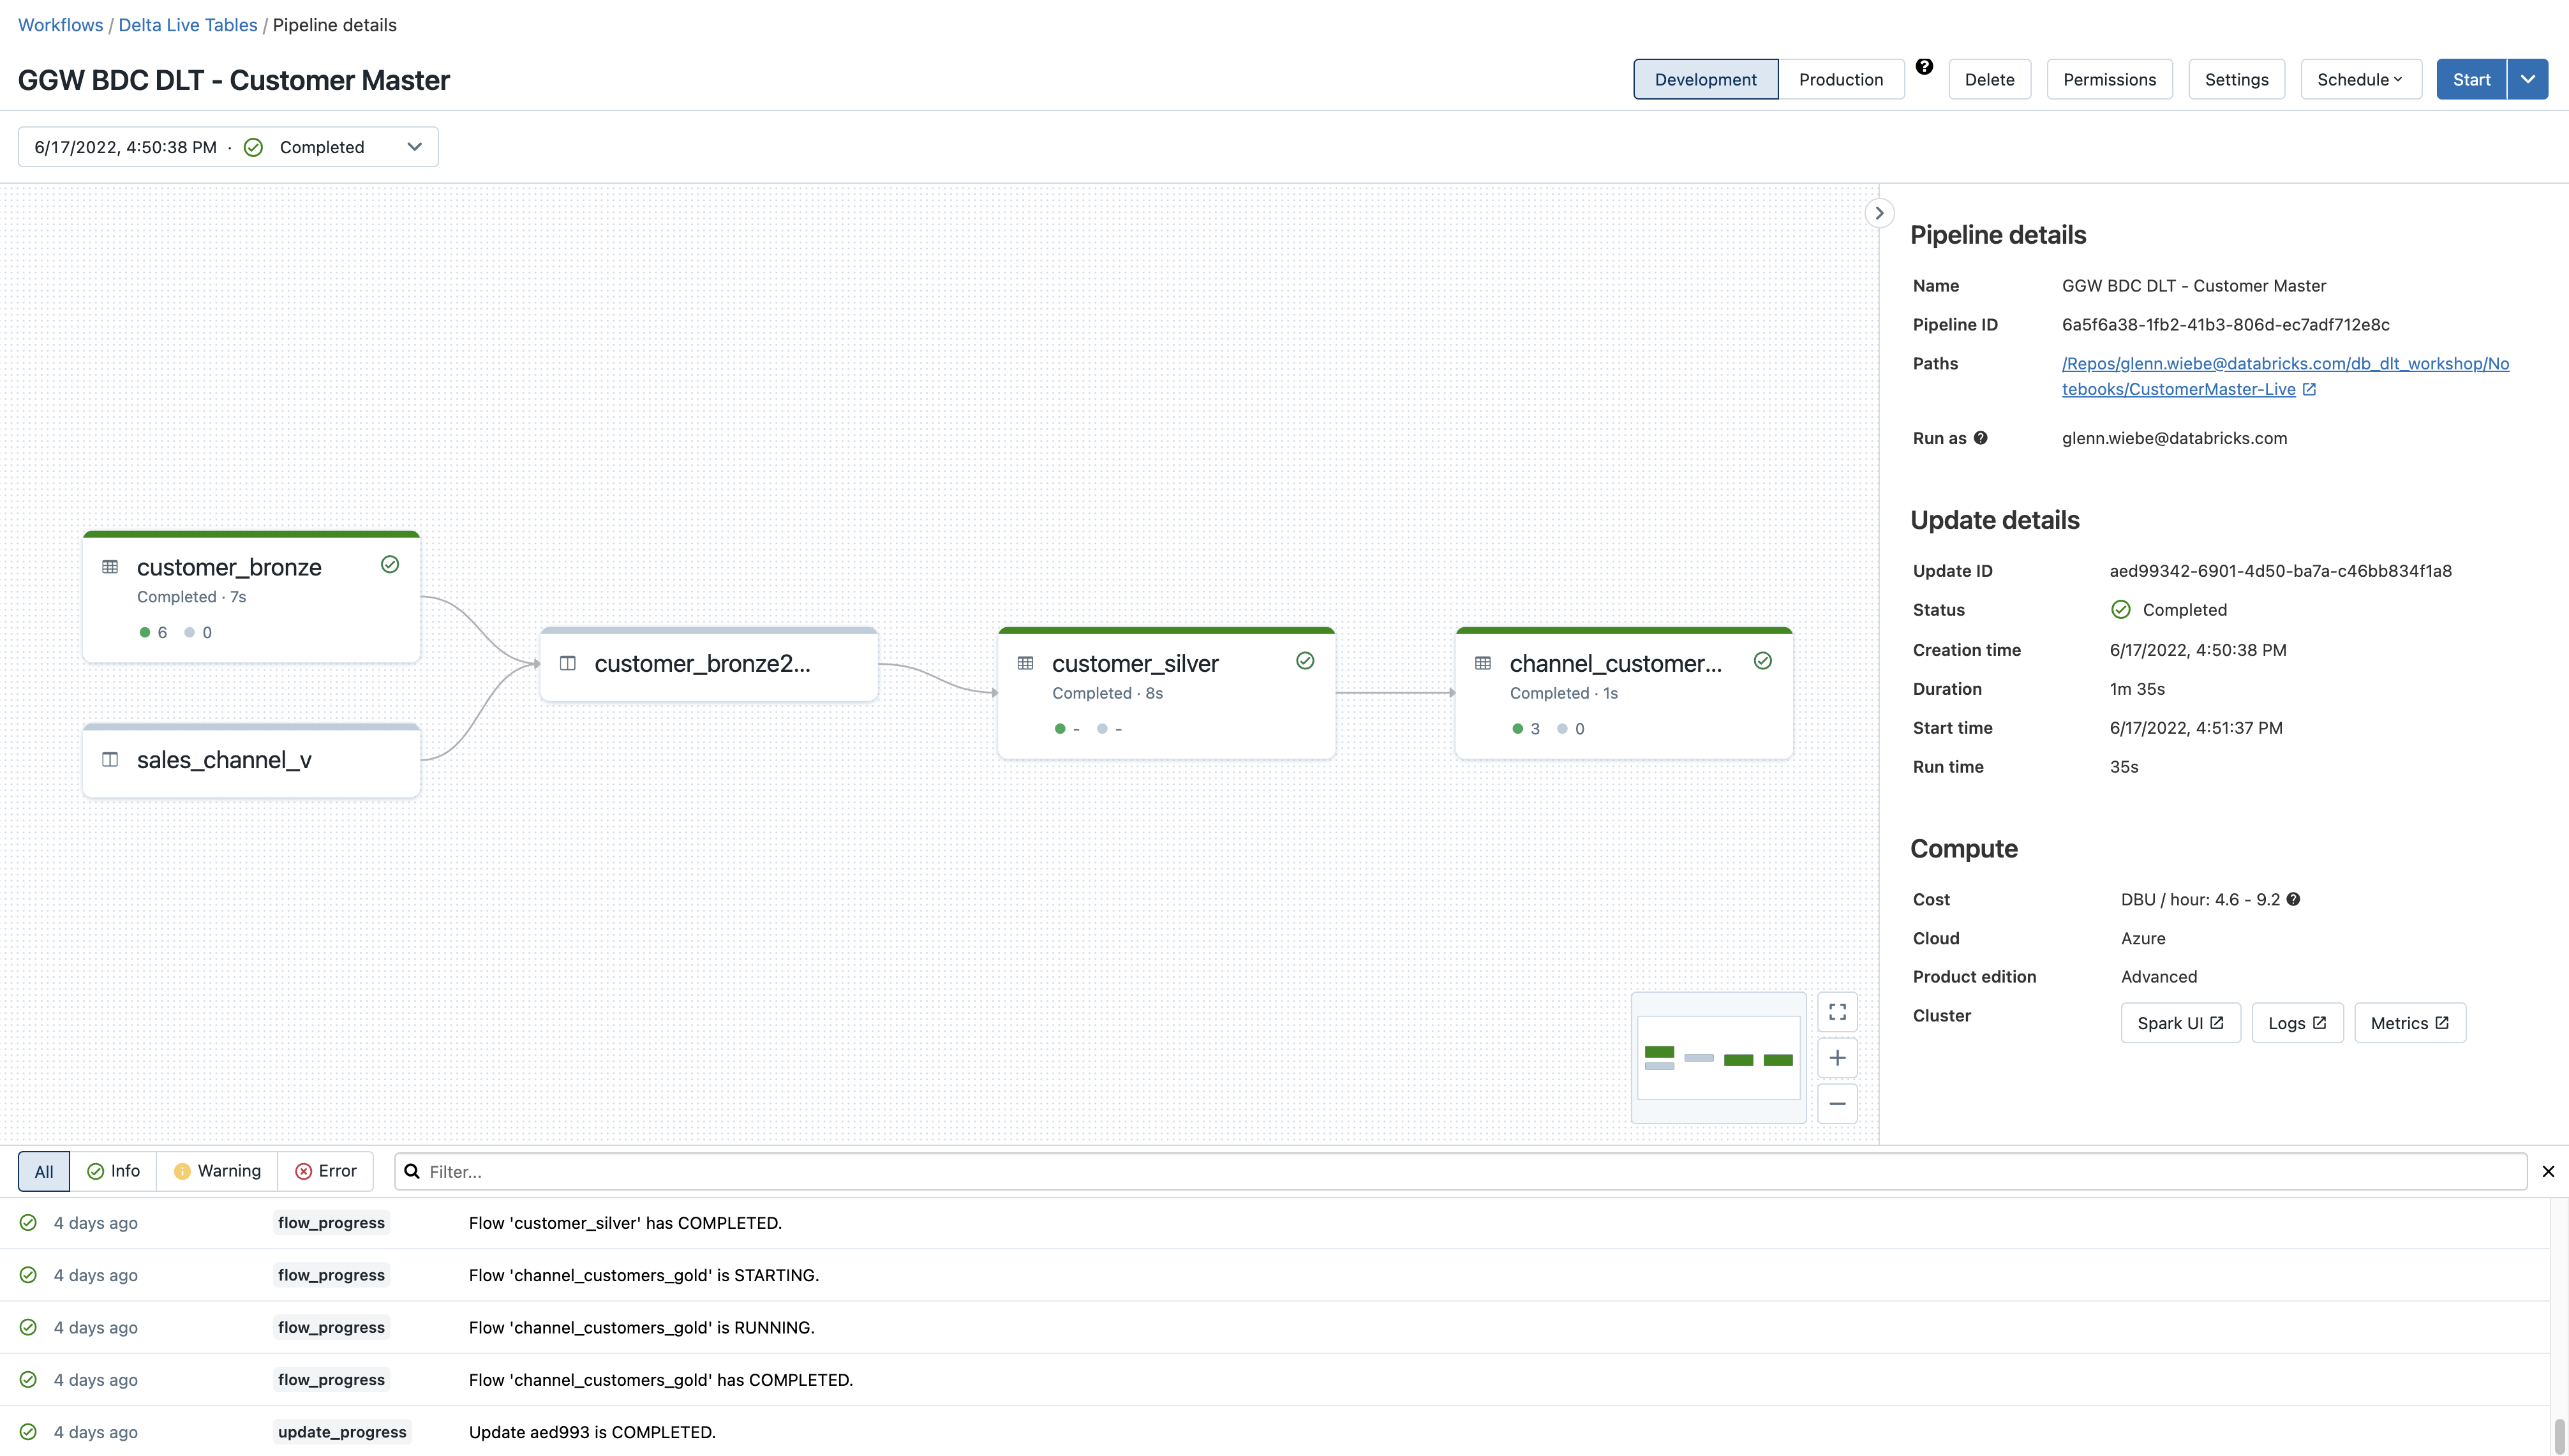 Workflows / Delta Live Tables / Pipeline details
GGW BDC DLT - Customer Master
Development
Production
Delete
Permissions
Settings
Schedule
Start
6/17/2022, 4:50:38 PM · Completed
customer_bronze
Completed · 7s
6 0
sales_channel_v
customer_bronze2...
customer_silver
Completed · 8s
- -
channel_customer...
Completed · 1s
3 0
Pipeline details
Name GGW BDC DLT - Customer Master
Pipeline ID 6a5f6a38-1fb2-41b3-806d-ec7adf712e8c
Paths /Repos/glenn.wiebe@databricks.com/db_dlt_workshop/No
tebooks/CustomerMaster-Live
Run as glenn.wiebe@databricks.com
Update details
Update ID aed99342-6901-4d50-ba7a-c46bb834f1a8
Status Completed
Creation time 6/17/2022, 4:50:38 PM
Duration 1m 35s
Start time 6/17/2022, 4:51:37 PM
Run time 35s
Compute
Cost DBU / hour: 4.6 - 9.2
Cloud Azure
Product edition Advanced
Cluster Spark UI Logs Metrics
All Info Warning Error Filter...
4 days ago flow_progress Flow 'customer_silver' has COMPLETED.
4 days ago flow_progress Flow 'channel_customers_gold' is STARTING.
4 days ago flow_progress Flow 'channel_customers_gold' is RUNNING.
4 days ago flow_progress Flow 'channel_customers_gold' has COMPLETED.
4 days ago update_progress Update aed993 is COMPLETED.